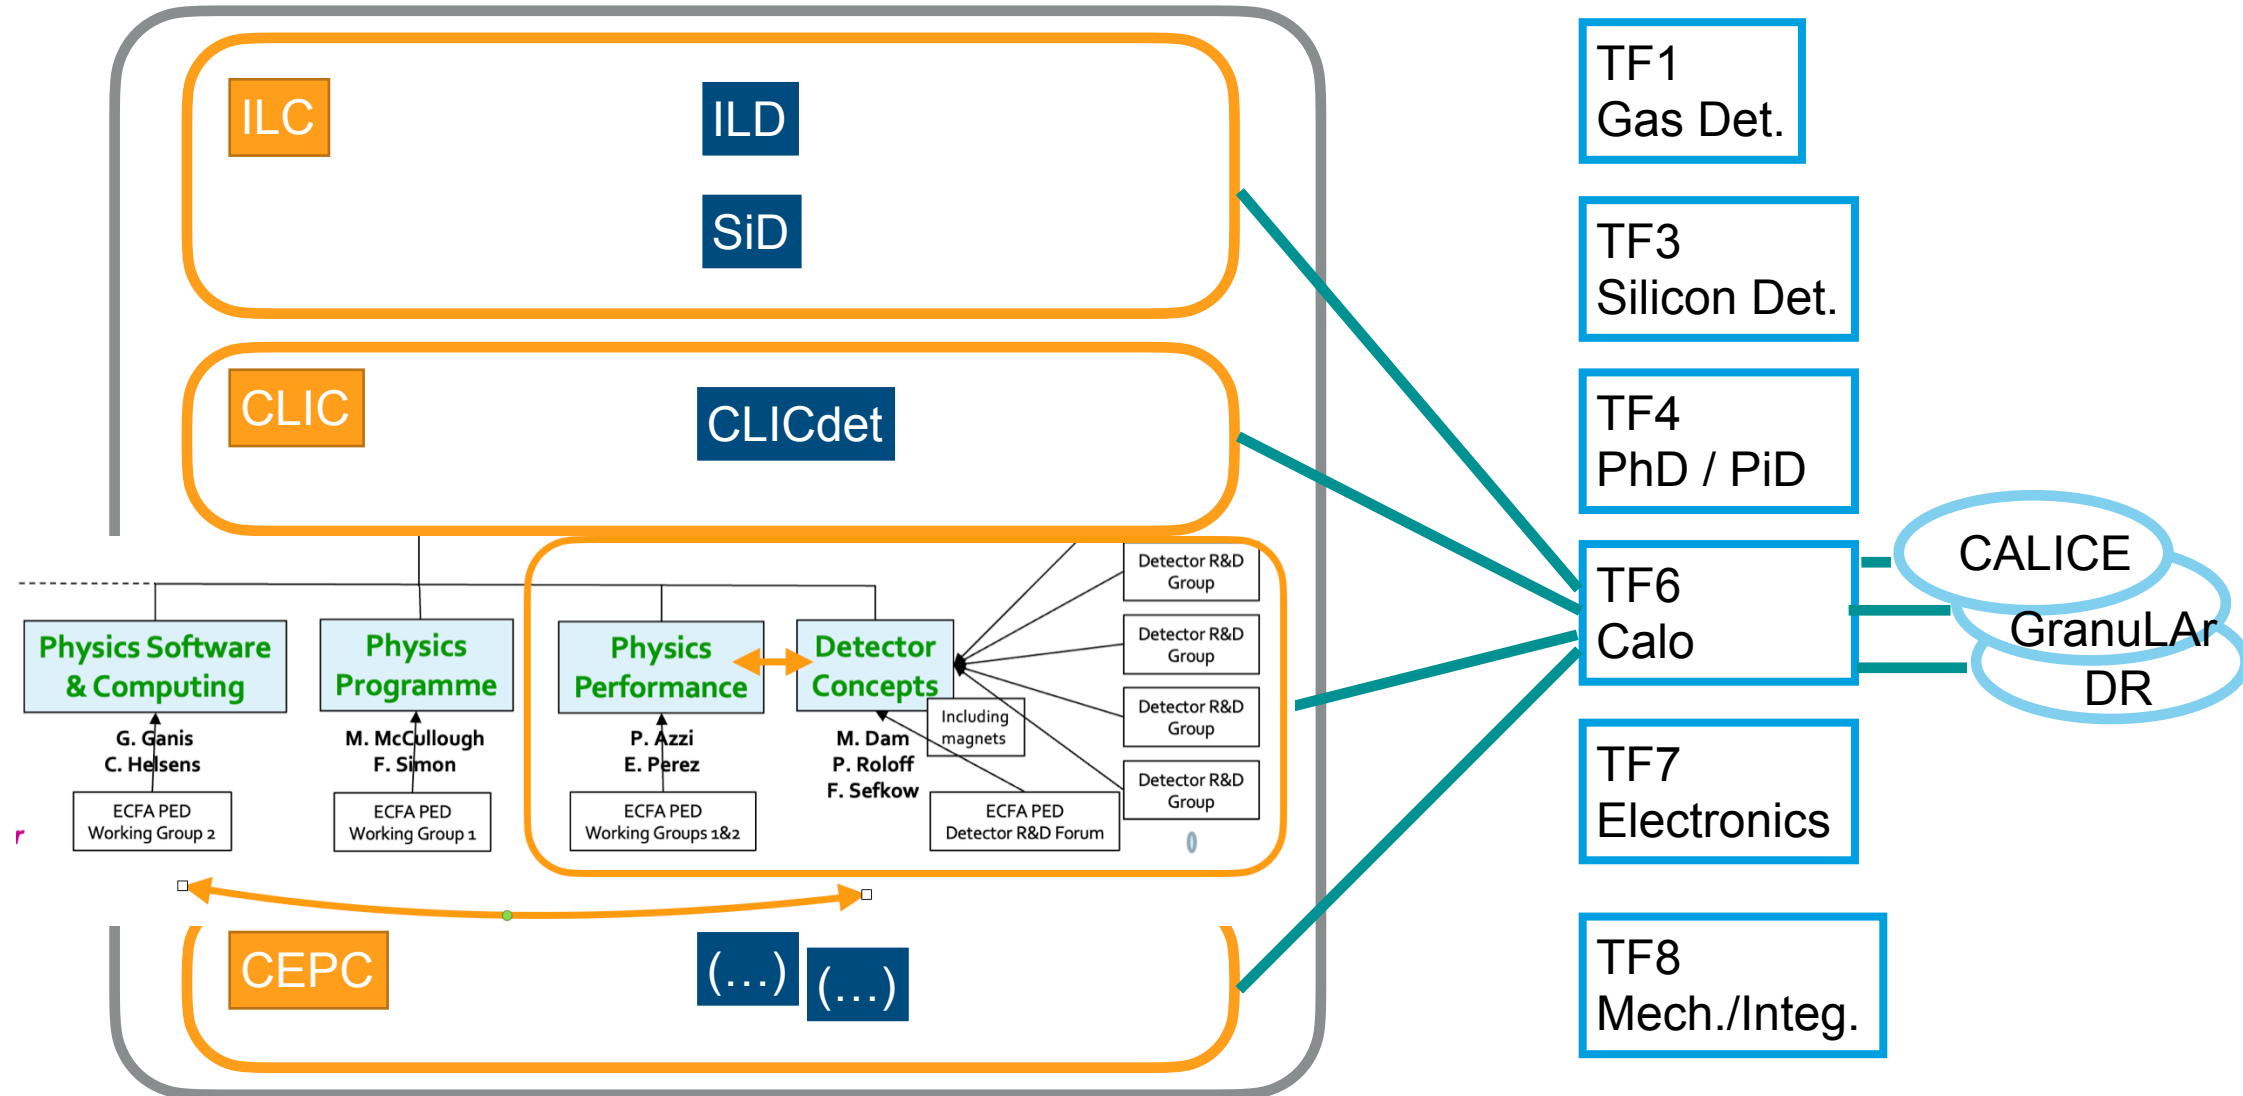 ILC
ILD
SiD
CLIC
CLICdet
Physics Software
& Computing
G. Ganis
C. Helsens
ECFA PED
Working Group 2
Physics
Programme
M. McCullough
F. Simon
ECFA PED
Working Group 1
Physics
Performance
P. Azzi
E. Perez
ECFA PED
Working Groups 1&2
Detector
Concepts
Including
magnets
M. Dam
P. Roloff
F. Sefkow
ECFA PED
Detector R&D Forum
Detector R&D
Group
Detector R&D
Group
Detector R&D
Group
Detector R&D
Group
r
0
CEPC
(...)
(...)
TF1
Gas Det.
TF3
Silicon Det.
TF4
PhD / PiD
TF6
Calo
TF7
Electronics
TF8
Mech./Integ.
CALICE
GranuLAr
DR